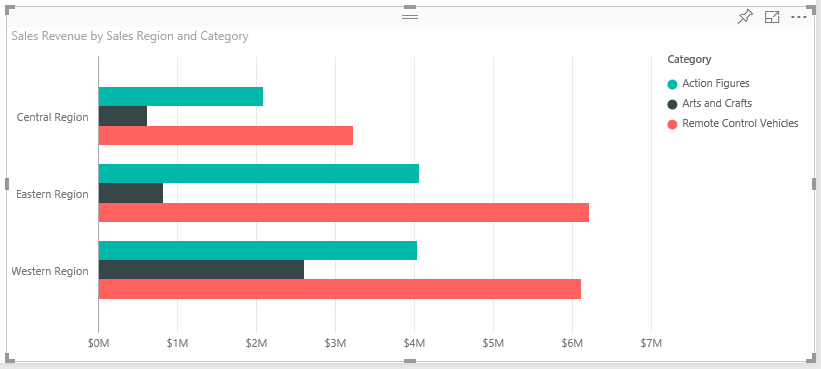 Sales Revenue by Sales Region and Category
Category
Action Figures
Arts and Crafts
Remote Control Vehicles
Central Region
Eastern Region
Western Region
$0M $1M $2M $3M $4M $5M $6M $7M